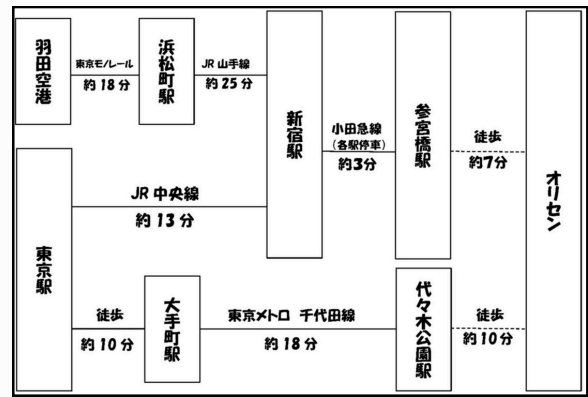 羽田空港
東京モノレール
約18分
浜松町駅
JR 山手線
約25分
新宿駅
小田急線
(各駅停車)
約3分
参宮橋駅
徒歩
約7分
オリセン
東京駅
JR 中央線
約13分
徒歩
約10分
大手町駅
東京メトロ 千代田線
約18分
代々木公園駅
徒歩
約10分